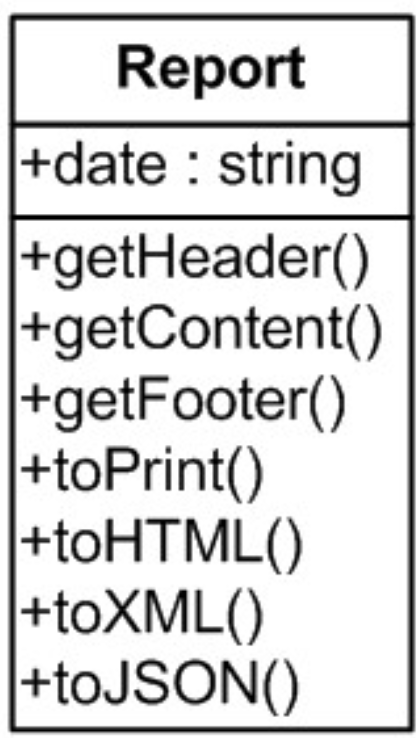 Report
+date : string
+getHeader()
+getContent()
+getFooter()
+toPrint()
+toHTML()
+toXML()
+toJSON()